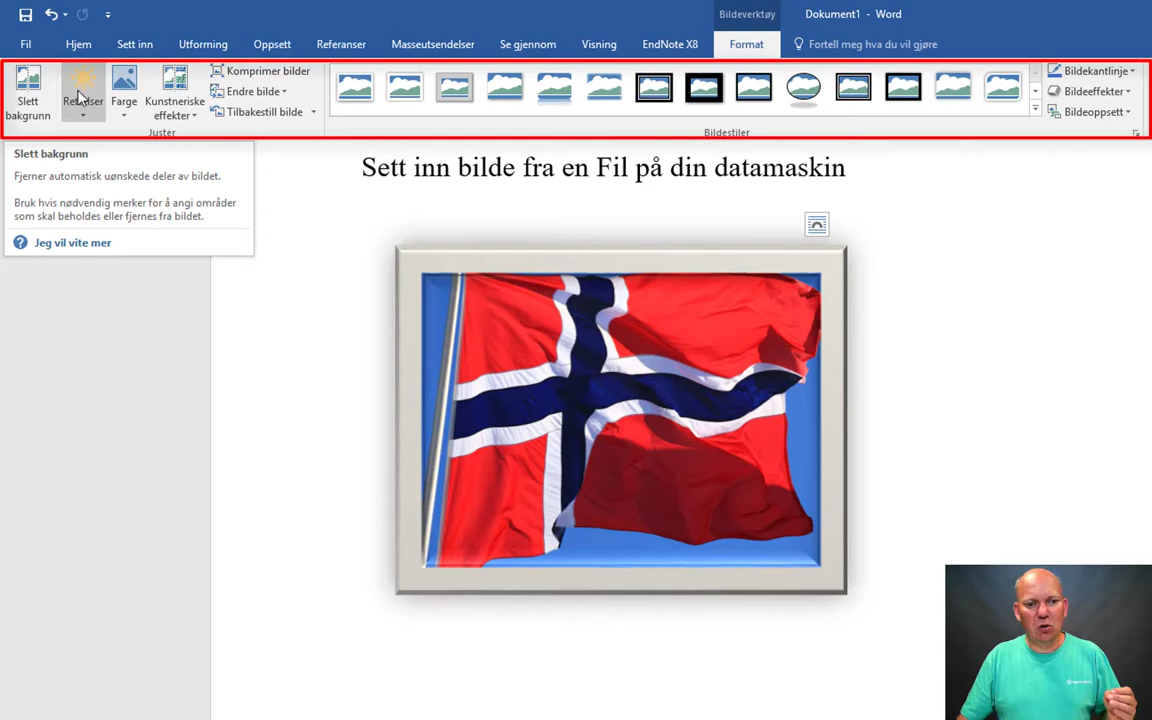 Bildeverktøy
Dokument1 - Word
Fil
Hjem
Sett inn
Utforming
Oppsett
Referanser
Masseutsendelser
Se gjennom
Visning
EndNote X8
Format
Fortell meg hva du vil gjøre
Slett
bakgrunn
Farge
Kunstneriske
effekter
Komprimer bilder
Endre bilde
Tilbakestill bilde
Juster
Bildestiler
Bildekantlinje
Bildeeffekter
Bildeoppsett
Slett bakgrunn
Fjerner automatisk uønskede deler av bildet.
Bruk hvis nødvendig merker for å angi områder
som skal beholdes eller fjernes fra bildet.
? Jeg vil vite mer
Sett inn bilde fra en Fil på din datamaskin